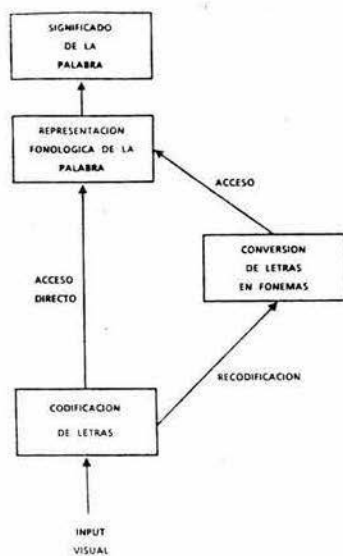 SIGNIFICADO
DE LA
PALABRA
REPRESENTACION
FONOLOGICA DE LA
PALABRA
ACCESO
CONVERSION
DE LETRAS
EN FONEMAS
ACCESO
DIRECTO
RECODIFICACION
CODIFICACION
DE LETRAS
INPUT
VISUAL